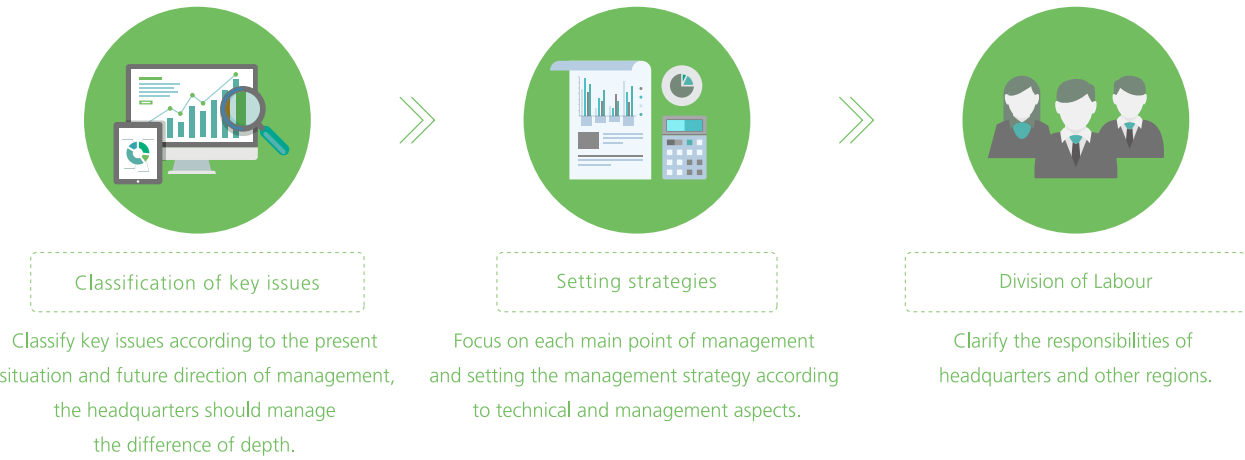 Classification of key issues
Classify key issues according to the present
situation and future direction of management,
the headquarters should manage
the difference of depth.
Setting strategies
Focus on each main point of management
and setting the management strategy according
to technical and management aspects.
Division of Labour
Clarify the responsibilities of
headquarters and other regions.